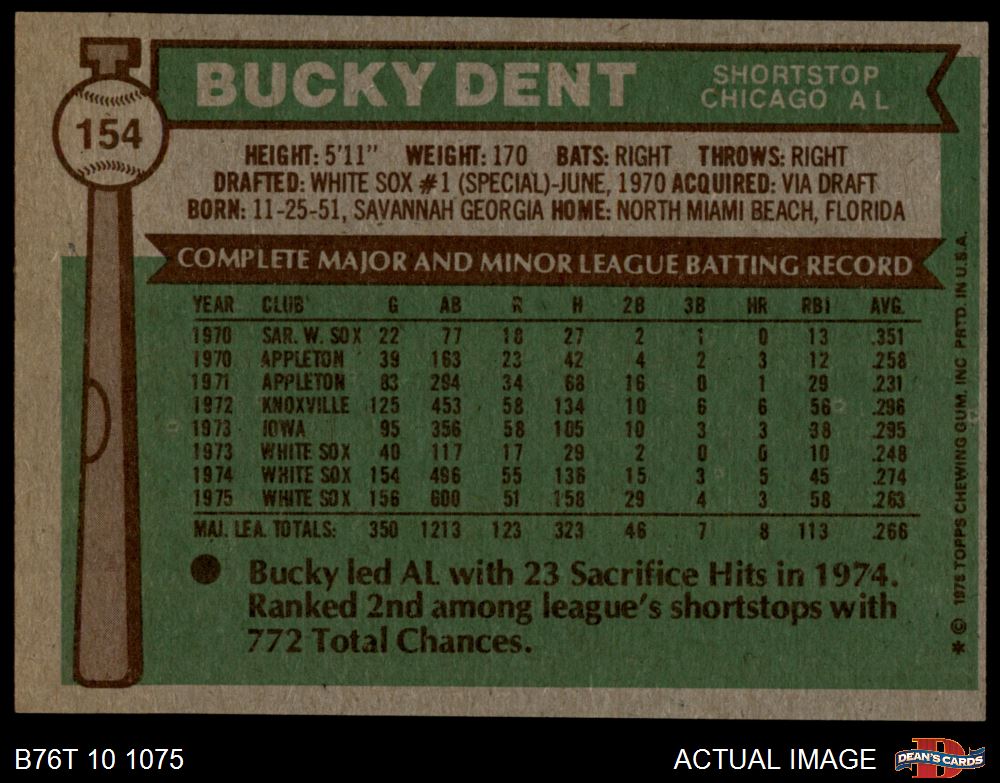 154
BUCKY DENT
SHORTSTOP
CHICAGO A L
HEIGHT: 5'11" WEIGHT: 170 BATS: RIGHT THROWS: RIGHT
DRAFTED: WHITE SOX #1 (SPECIAL)-JUNE, 1970 ACQUIRED: VIA DRAFT
BORN: 11-25-51, SAVANNAH GEORGIA HOME: NORTH MIAMI BEACH, FLORIDA
COMPLETE MAJOR AND MINOR LEAGUE BATTING RECORD
YEAR CLUB G AB R H 2B 3B HR RBI AVG.
1970 SAR. W. SOX 22 77 18 27 2 1 0 13 .351
1970 APPLETON 39 163 23 42 4 2 3 12 .258
1971 APPLETON 83 294 34 68 16 0 1 29 .231
1972 KNOXVILLE 125 453 58 134 10 6 6 56 .296
1973 IOWA 95 356 58 105 10 3 3 38 .295
1973 WHITE SOX 40 117 17 29 2 0 0 10 .248
1974 WHITE SOX 154 496 55 136 15 3 5 45 .274
1975 WHITE SOX 156 600 51 158 29 4 3 58 .263
MAJ. LEA. TOTALS: 350 1213 123 323 46 7 8 113 .266
Bucky led AL with 23 Sacrifice Hits in 1974.
Ranked 2nd among league's shortstops with
772 Total Chances.
* © 1975 TOPPS CHEWING GUM, INC PRTD. IN U.S.A.
B76T 10 1075
ACTUAL IMAGE
D
DEAN'S CARDS